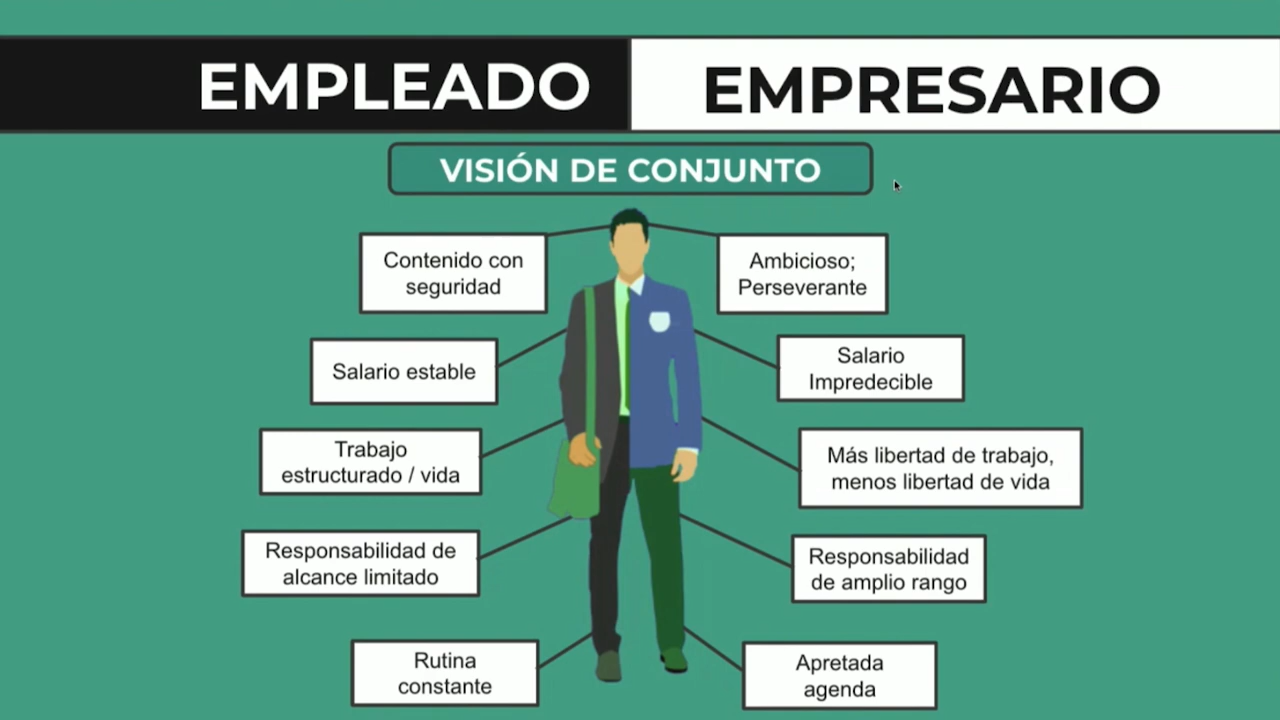 EMPLEADO
EMPRESARIO
VISIÓN DE CONJUNTO
Contenido con
seguridad
Ambicioso;
Perseverante
Salario estable
Salario
Impredecible
Trabajo
estructurado / vida
Más libertad de trabajo,
menos libertad de vida
Responsabilidad de
alcance limitado
Responsabilidad
de amplio rango
Rutina
constante
Apretada
agenda